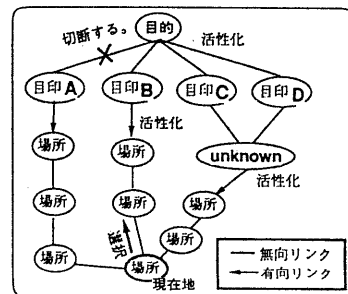 目的
切断する。
活性化
目印A
目印B
目印C
目印D
活性化
場所
場所
unknown
活性化
場所
場所
場所
選択
場所
場所
場所
現在地
無向リンク
有向リンク